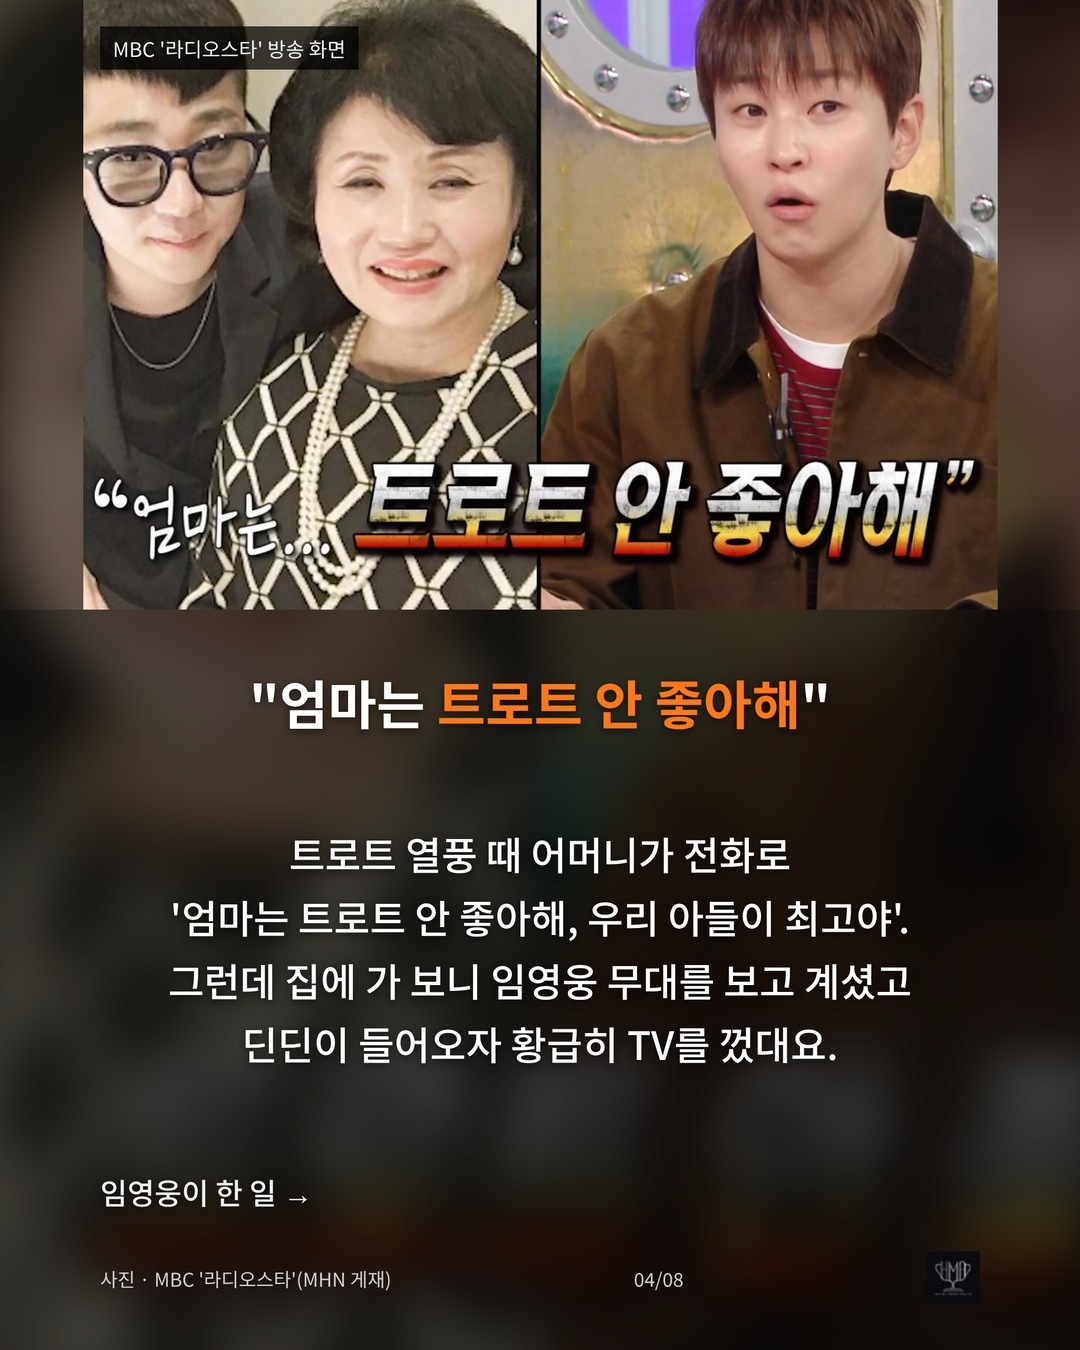 MBC '라디오스타' 방송 화면
“엄마는... 트로트 안 좋아해”
"엄마는 트로트 안 좋아해"
트로트 열풍 때 어머니가 전화로
'엄마는 트로트 안 좋아해, 우리 아들이 최고야'.
그런데 집에 가 보니 임영웅 무대를 보고 계셨고
딘딘이 들어오자 황급히 TV를 껐대요.
임영웅이 한 일 →
사진 · MBC '라디오스타'(MHN 게재)
04/08